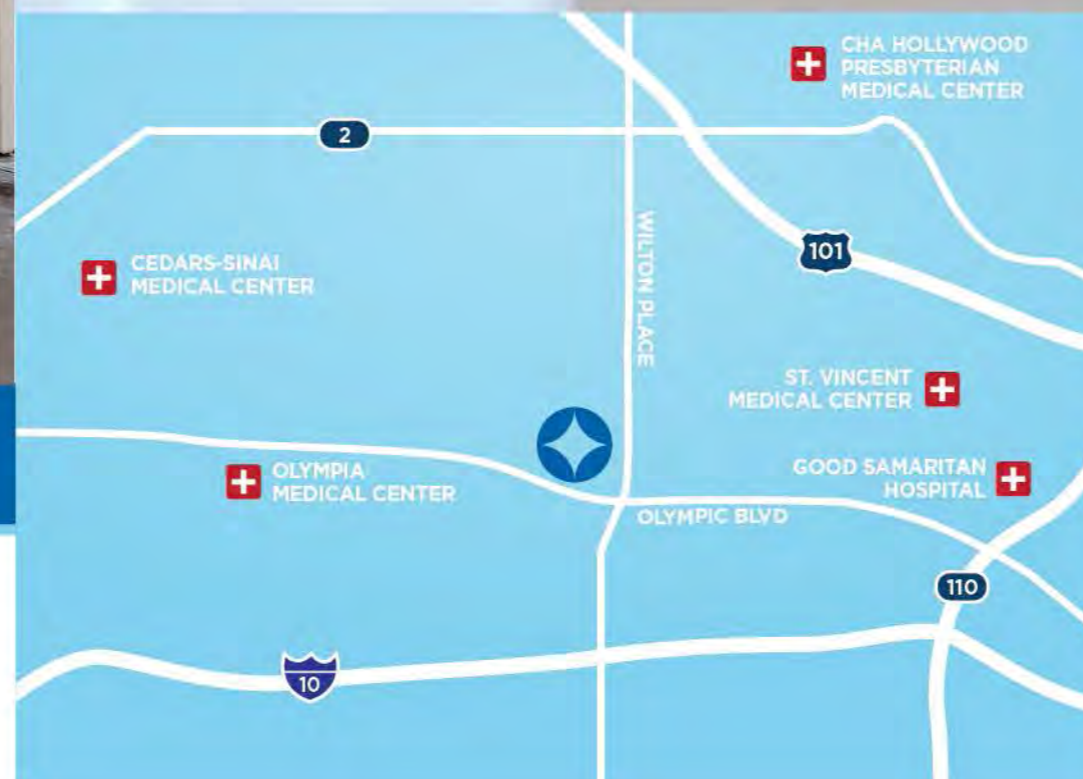 CHA HOLLYWOOD
PRESBYTERIAN
MEDICAL CENTER
2
WILTON PLACE
101
CEDARS-SINAI
MEDICAL CENTER
ST. VINCENT
MEDICAL CENTER
OLYMPIA
MEDICAL CENTER
GOOD SAMARITAN
HOSPITAL
OLYMPIC BLVD
110
10